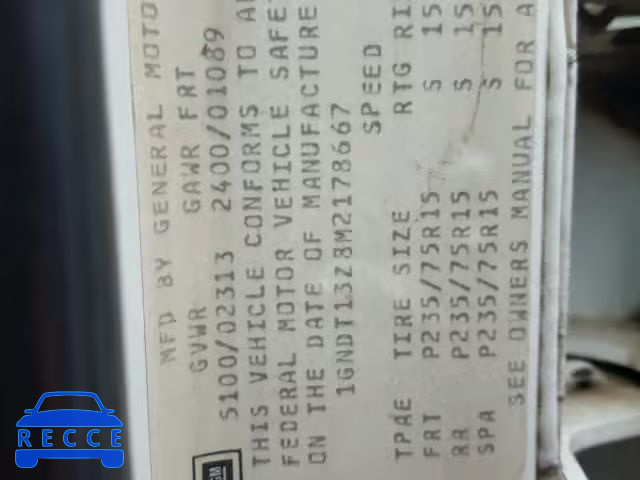 MFD BY GENERAL MOTO
GVWR GAWR FRT
5100/02313 2400/01089
THIS VEHICLE CONFORMS TO A
FEDERAL MOTOR VEHICLE SAFE
ON THE DATE OF MANUFACTURE
1GNDT13Z8M2178667
SPEED
TPAE TIRE SIZE RTG RI
FRT P235/75R15 S 15
RR P235/75R15 S 15
SPA P235/75R15 S 15
SEE OWNERS MANUAL FOR A
GM
RECCE